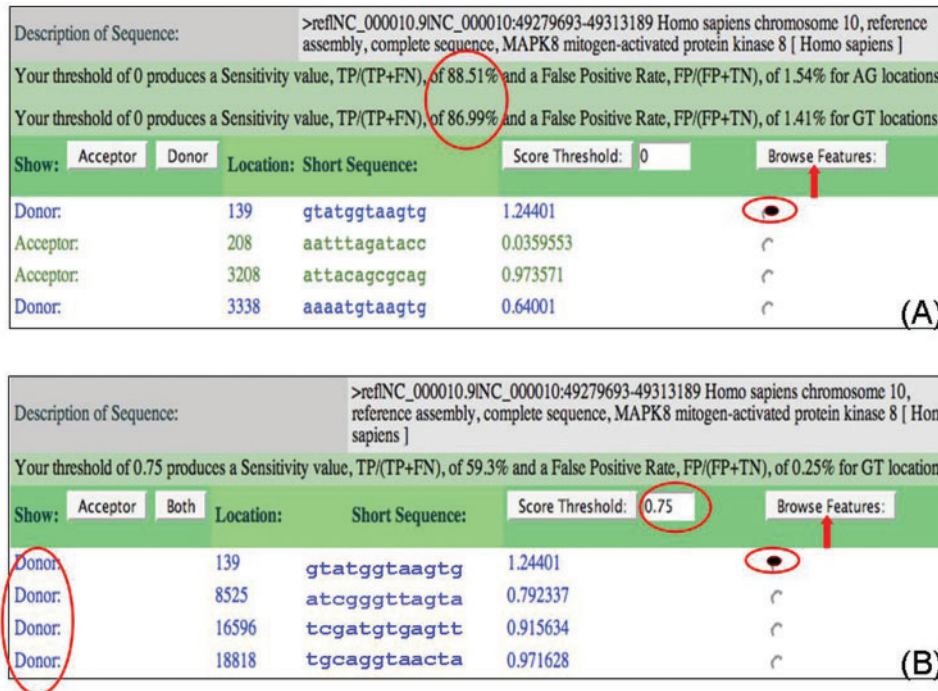 Description of Sequence:
>ref|NC_000010.9|NC_000010:49279693-49313189 Homo sapiens chromosome 10, reference
assembly, complete sequence, MAPK8 mitogen-activated protein kinase 8 [ Homo sapiens ]
Your threshold of 0 produces a Sensitivity value, TP/(TP+FN), of 88.51% and a False Positive Rate, FP/(FP+TN), of 1.54% for AG locations
Your threshold of 0 produces a Sensitivity value, TP/(TP+FN), of 86.99% and a False Positive Rate, FP/(FP+TN), of 1.41% for GT locations
Show: Acceptor Donor Location: Short Sequence: Score Threshold: 0 Browse Features:
Donor: 139 gtatggtaagtg 1.24401
Acceptor: 208 aatttagatacc 0.0359553
Acceptor: 3208 attacagcgcag 0.973571
Donor: 3338 aaaatgtaagtg 0.64001
(A)
Description of Sequence:
>ref|NC_000010.9|NC_000010:49279693-49313189 Homo sapiens chromosome 10,
reference assembly, complete sequence, MAPK8 mitogen-activated protein kinase 8 [ Hom
sapiens ]
Your threshold of 0.75 produces a Sensitivity value, TP/(TP+FN), of 59.3% and a False Positive Rate, FP/(FP+TN), of 0.25% for GT location
Show: Acceptor Both Location: Short Sequence: Score Threshold: 0.75 Browse Features:
Donor: 139 gtatggtaagtg 1.24401
Donor: 8525 atcgggttagta 0.792337
Donor: 16596 tcgatgtgagtt 0.915634
Donor: 18818 tgcaggtaacta 0.971628
(B)